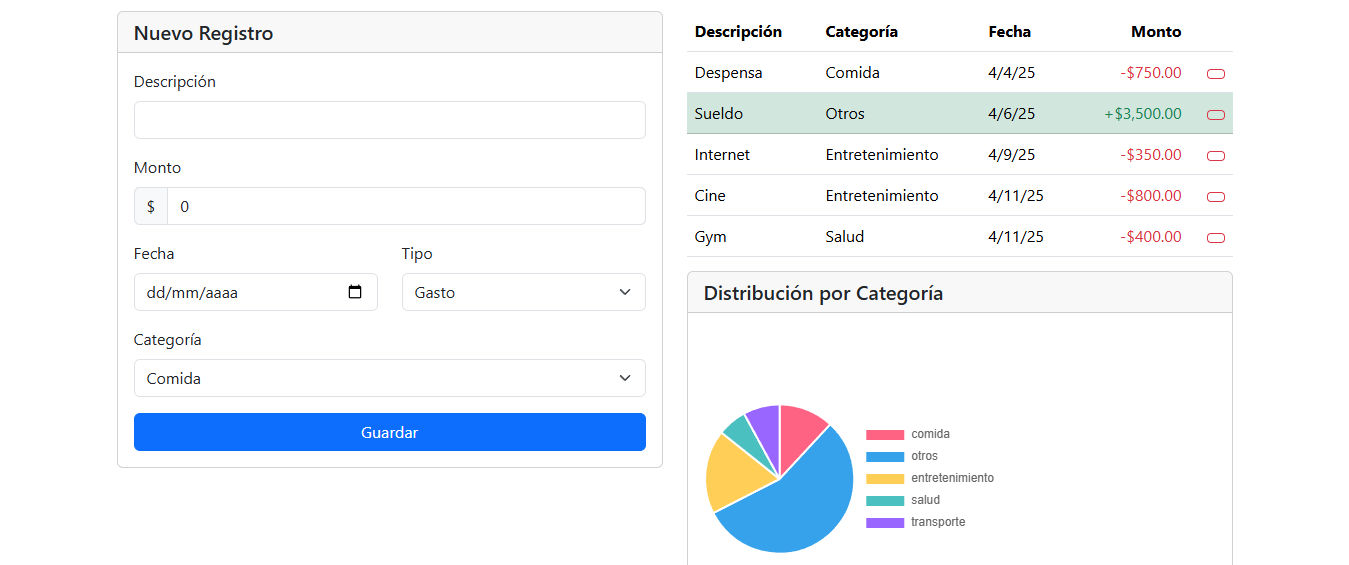 Nuevo Registro
Descripción
Monto
$ 0
Fecha Tipo
dd/mm/aaaa Gasto
Categoría
Comida
Guardar
Descripción Categoría Fecha Monto
Despensa Comida 4/4/25 -$750.00
Sueldo Otros 4/6/25 +$3,500.00
Internet Entretenimiento 4/9/25 -$350.00
Cine Entretenimiento 4/11/25 -$800.00
Gym Salud 4/11/25 -$400.00
Distribución por Categoría
comida
otros
entretenimiento
salud
transporte